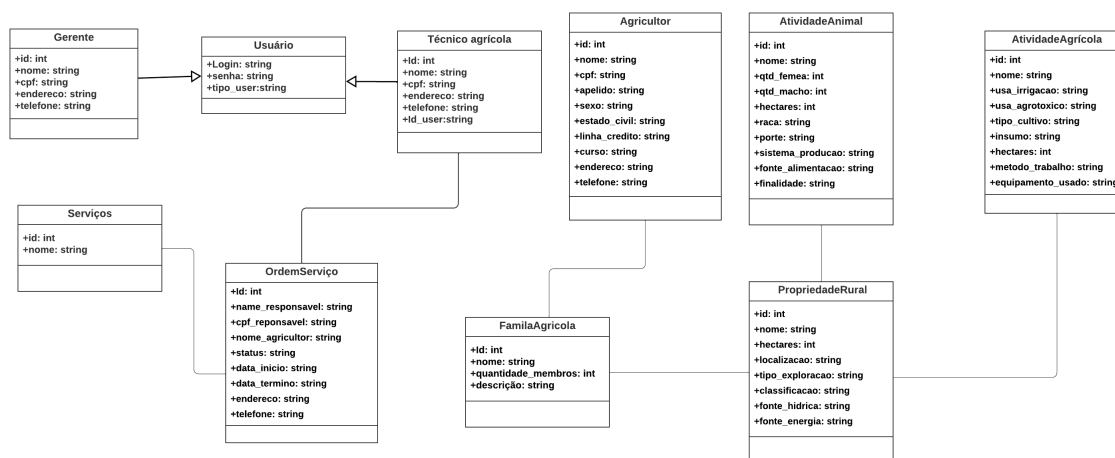 Gerente
+id: int
+nome: string
+cpf: string
+endereco: string
+telefone: string
Usuário
+Login: string
+senha: string
+tipo_user:string
Técnico agrícola
+Id: int
+nome: string
+cpf: string
+endereco: string
+telefone: string
+Id_user:string
Agricultor
+id: int
+nome: string
+cpf: string
+apelido: string
+sexo: string
+estado_civil: string
+linha_credito: string
+curso: string
+endereco: string
+telefone: string
AtividadeAnimal
+id: int
+nome: string
+qtd_femea: int
+qtd_macho: int
+hectares: int
+raca: string
+porte: string
+sistema_producao: string
+fonte_alimentacao: string
+finalidade: string
AtividadeAgrícola
+id: int
+nome: string
+usa_irrigacao: string
+usa_agrotoxico: string
+tipo_cultivo: string
+insumo: string
+hectares: int
+metodo_trabalho: string
+equipamento_usado: string
Serviços
+id: int
+nome: string
OrdemServiço
+Id: int
+name_responsavel: string
+cpf_reponsavel: string
+nome_agricultor: string
+status: string
+data_inicio: string
+data_termino: string
+endereco: string
+telefone: string
FamilaAgricola
+Id: int
+nome: string
+quantidade_membros: int
+descrição: string
PropriedadeRural
+id: int
+nome: string
+hectares: int
+localizacao: string
+tipo_exploracao: string
+classificacao: string
+fonte_hidrica: string
+fonte_energia: string